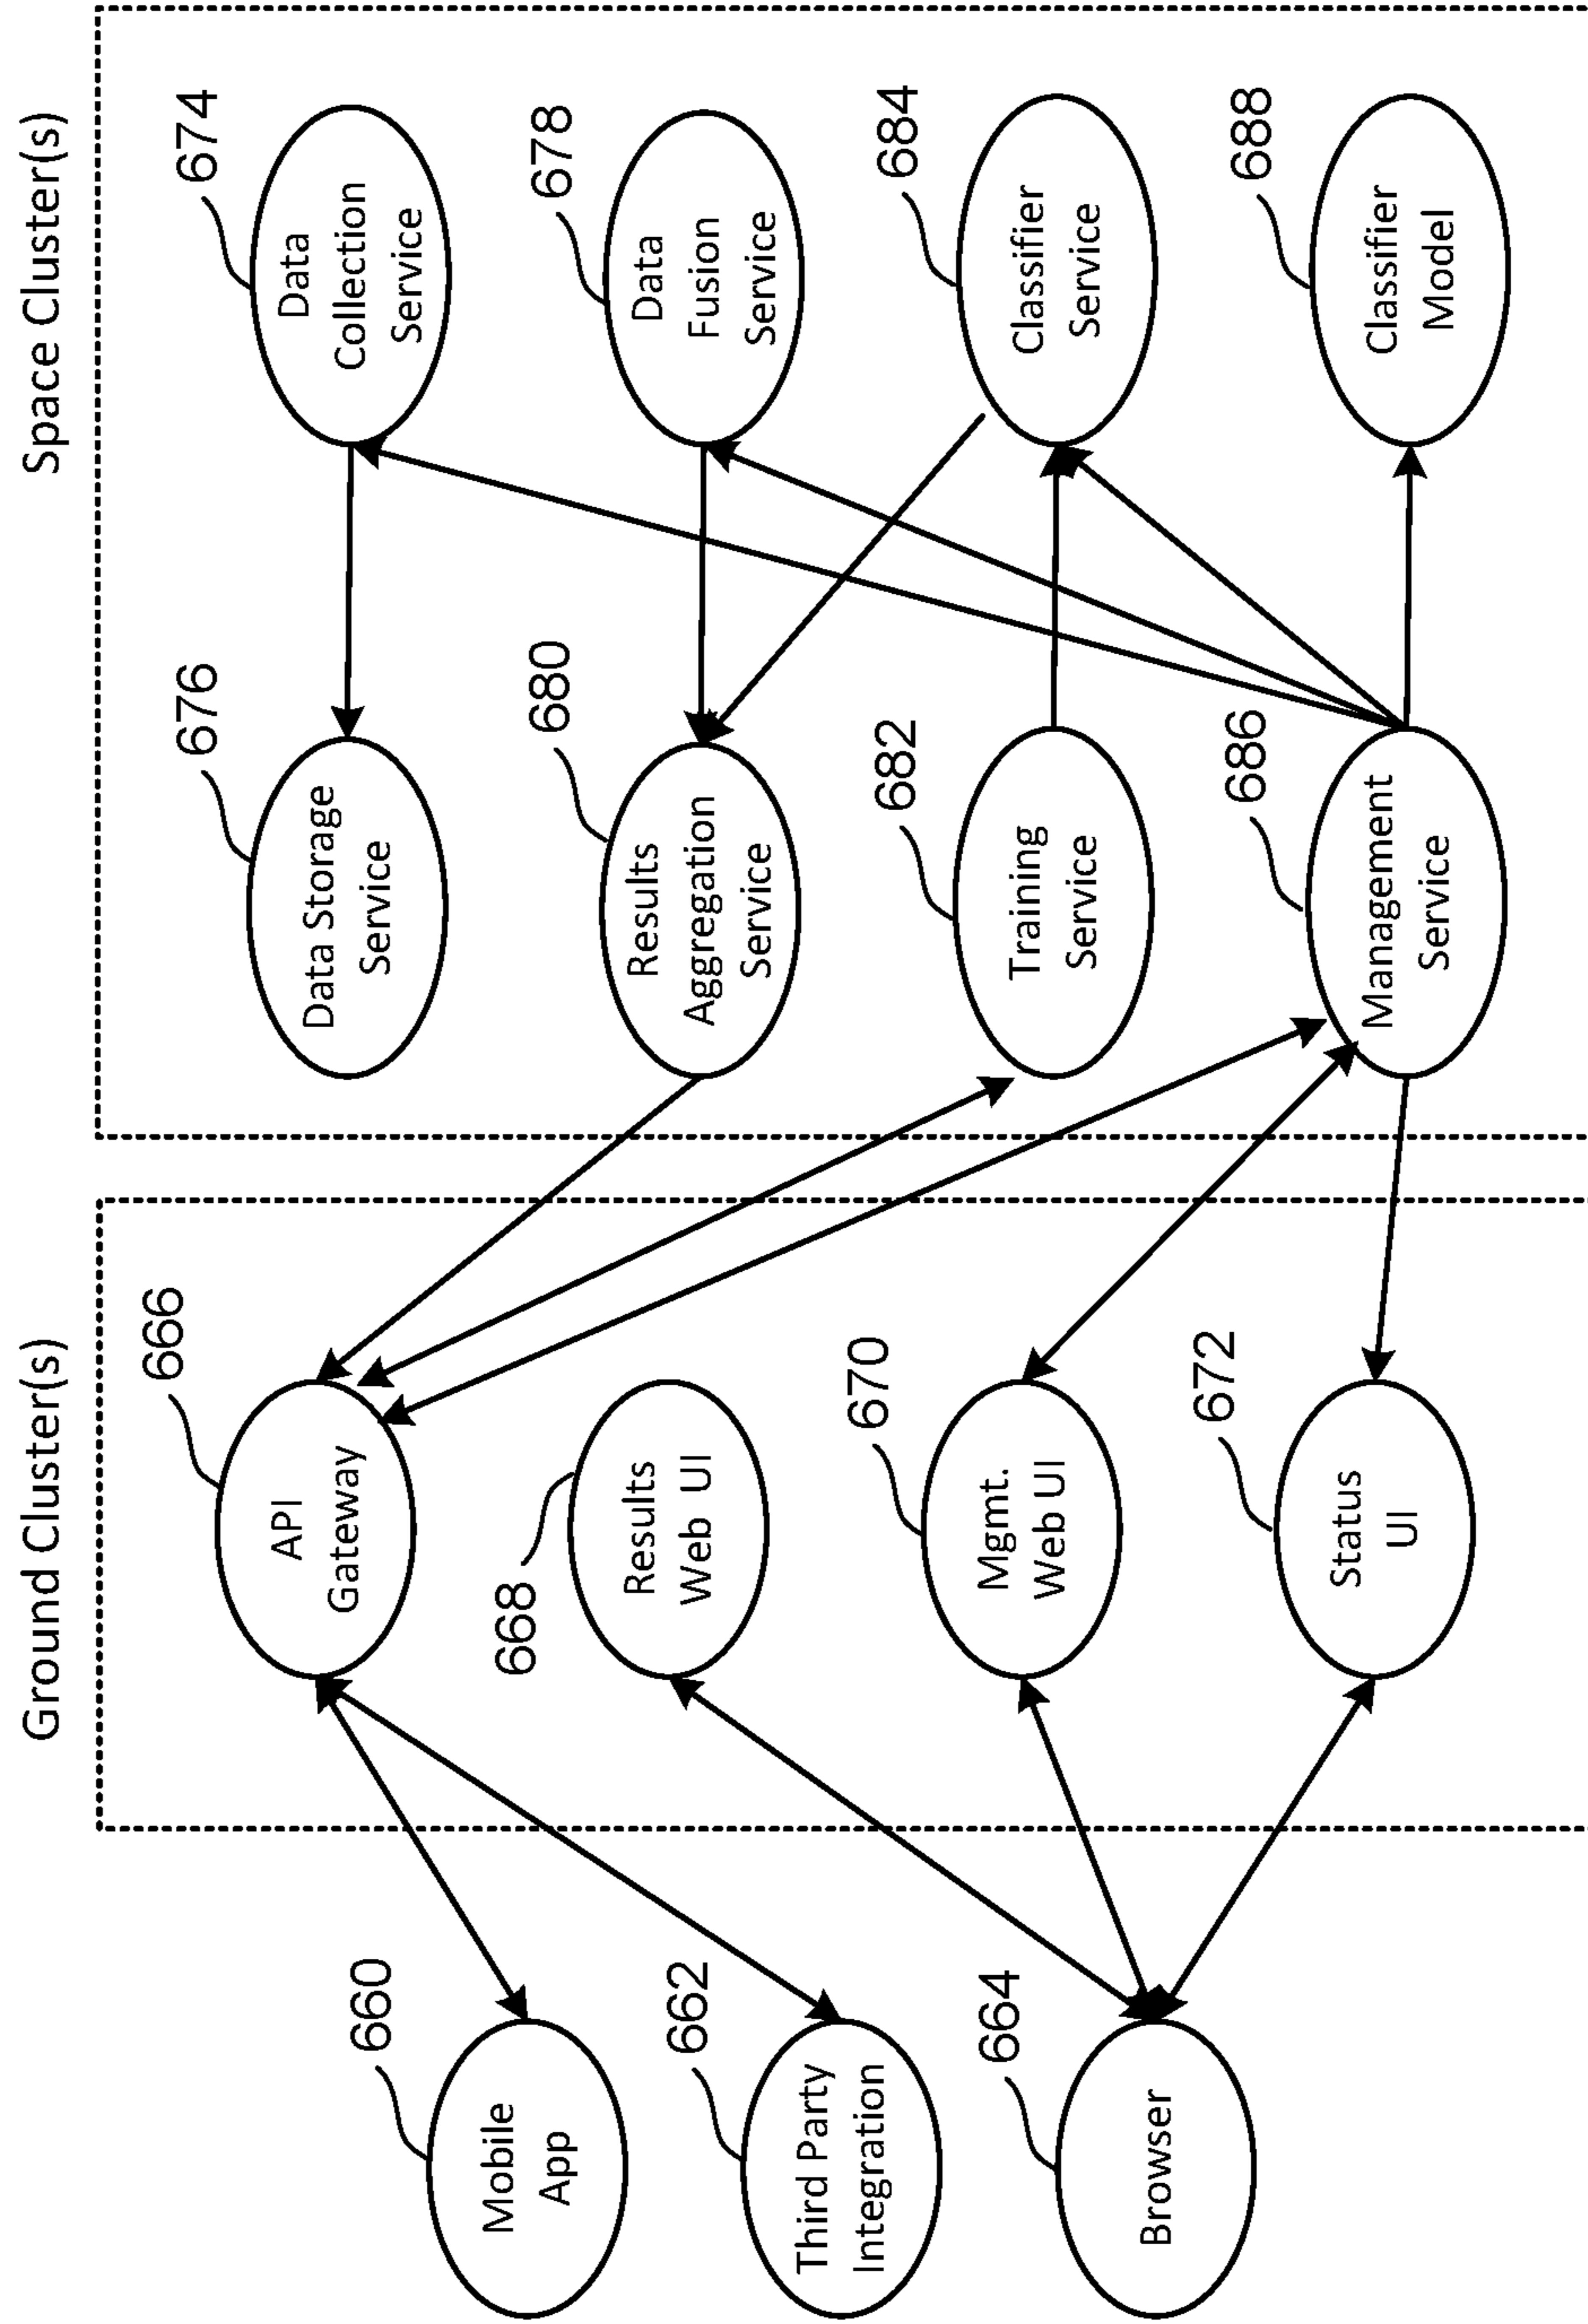 Ground Cluster(s)
Space Cluster(s)
660
Mobile
App
662
Third Party
Integration
664
Browser
666
API
Gateway
668
Results
Web UI
670
Mgmt.
Web UI
672
Status
UI
676
Data Storage
Service
680
Results
Aggregation
Service
682
Training
Service
686
Management
Service
674
Data
Collection
Service
678
Data
Fusion
Service
684
Classifier
Service
688
Classifier
Model